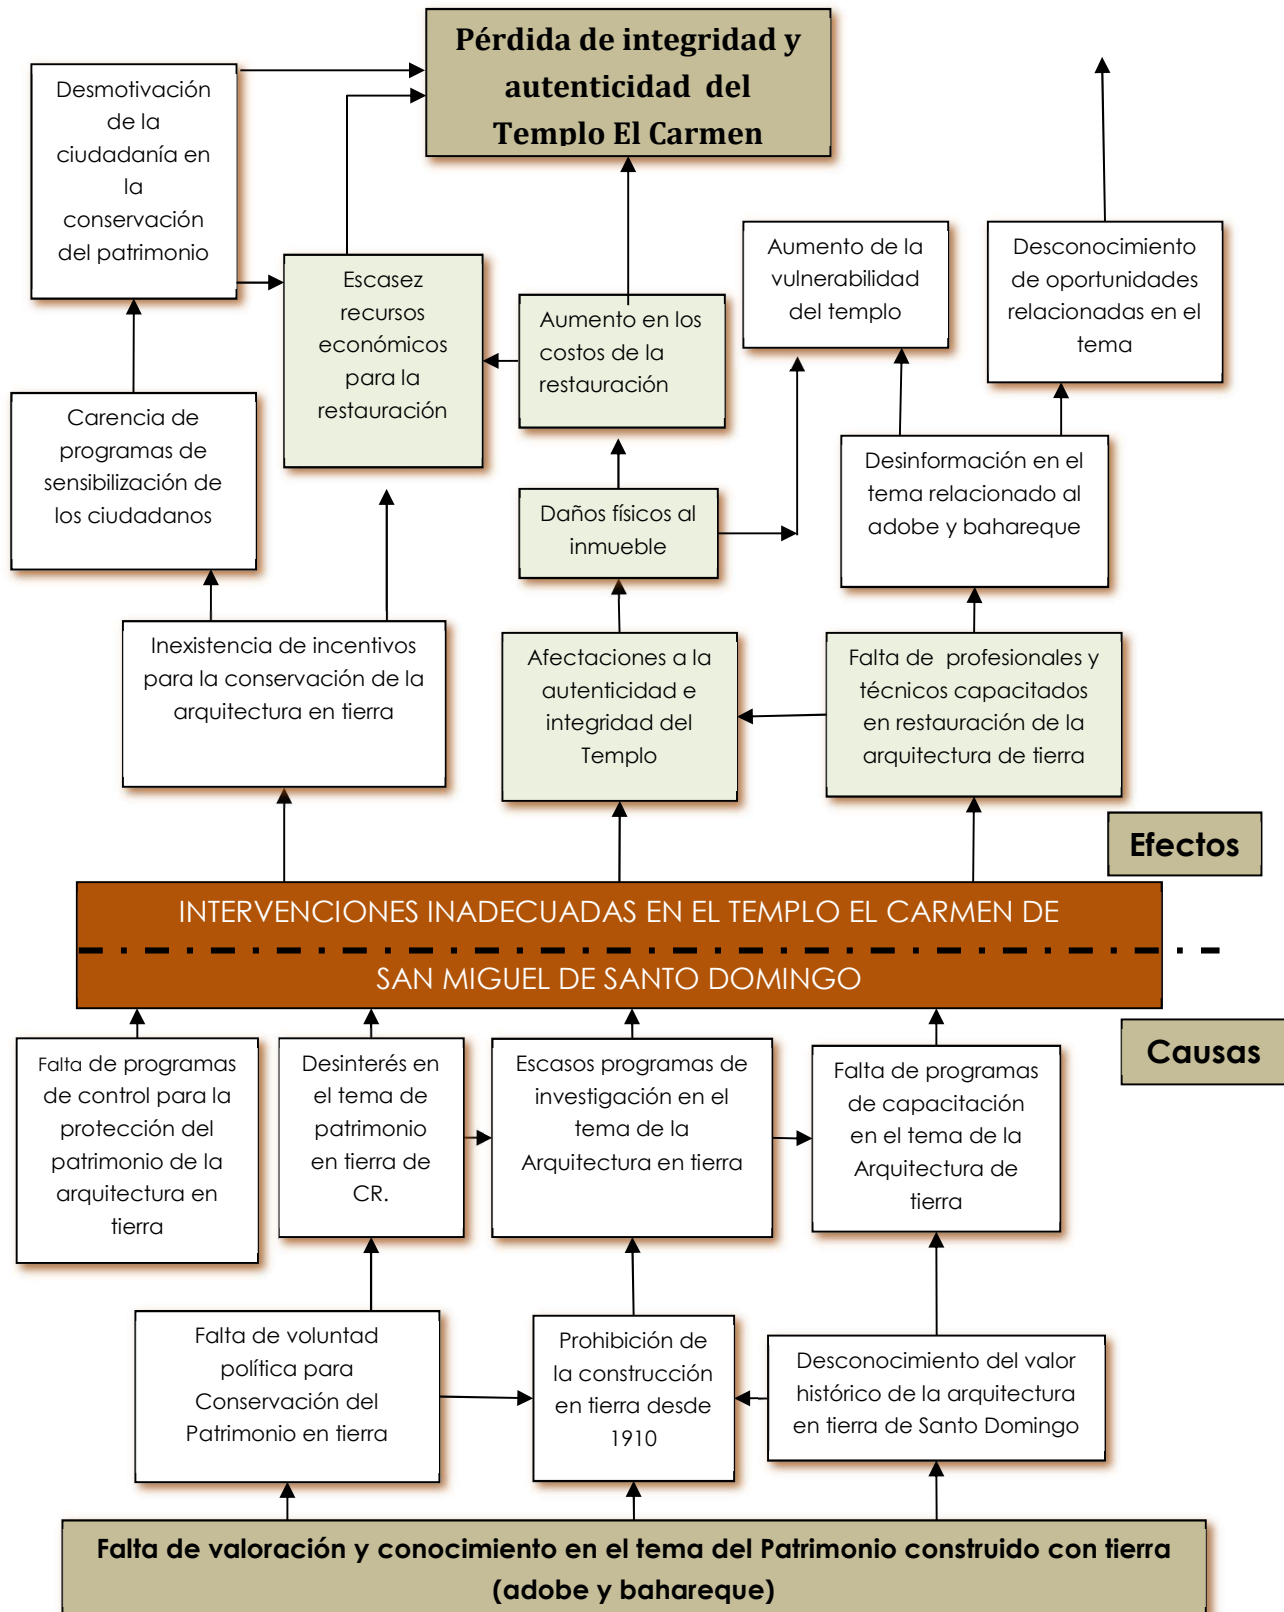 Pérdida de integridad y
autenticidad del
Templo El Carmen
Desmotivación
de la
ciudadanía en
la
conservación
del patrimonio
Aumento de la
vulnerabilidad
del templo
Desconocimiento
de oportunidades
relacionadas en el
tema
Escasez
recursos
económicos
para la
restauración
Aumento en los
costos de la
restauración
Carencia de
programas de
sensibilización de
los ciudadanos
Desinformación en el
tema relacionado al
adobe y bahareque
Daños físicos al
inmueble
Inexistencia de incentivos
para la conservación de la
arquitectura en tierra
Afectaciones a la
autenticidad e
integridad del
Templo
Falta de profesionales y
técnicos capacitados
en restauración de la
arquitectura de tierra
Efectos
INTERVENCIONES INADECUADAS EN EL TEMPLO EL CARMEN DE
SAN MIGUEL DE SANTO DOMINGO
Causas
Falta de programas
de control para la
protección del
patrimonio de la
arquitectura en
tierra
Desinterés en
el tema de
patrimonio
en tierra de
CR.
Escasos programas de
investigación en el
tema de la
Arquitectura en tierra
Falta de programas
de capacitación
en el tema de la
Arquitectura de
tierra
Falta de voluntad
política para
Conservación del
Patrimonio en tierra
Prohibición de
la construcción
en tierra desde
1910
Desconocimiento del valor
histórico de la arquitectura
en tierra de Santo Domingo
Falta de valoración y conocimiento en el tema del Patrimonio construido con tierra
(adobe y bahareque)